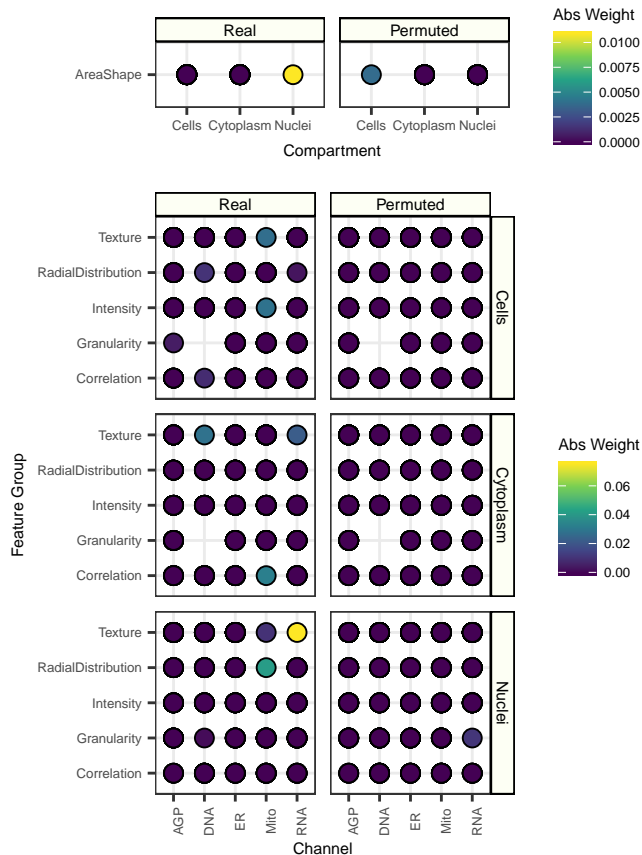 Real Permuted
AreaShape
Cells Cytoplasm Nuclei Cells Cytoplasm Nuclei
Compartment
Abs Weight
0.0100
0.0075
0.0050
0.0025
0.0000
Real Permuted
Feature Group
Texture
RadialDistribution
Intensity
Granularity
Correlation
Cells
Texture
RadialDistribution
Intensity
Granularity
Correlation
Cytoplasm
Texture
RadialDistribution
Intensity
Granularity
Correlation
Nuclei
AGP DNA ER Mito RNA AGP DNA ER Mito RNA
Channel
Abs Weight
0.06
0.04
0.02
0.00